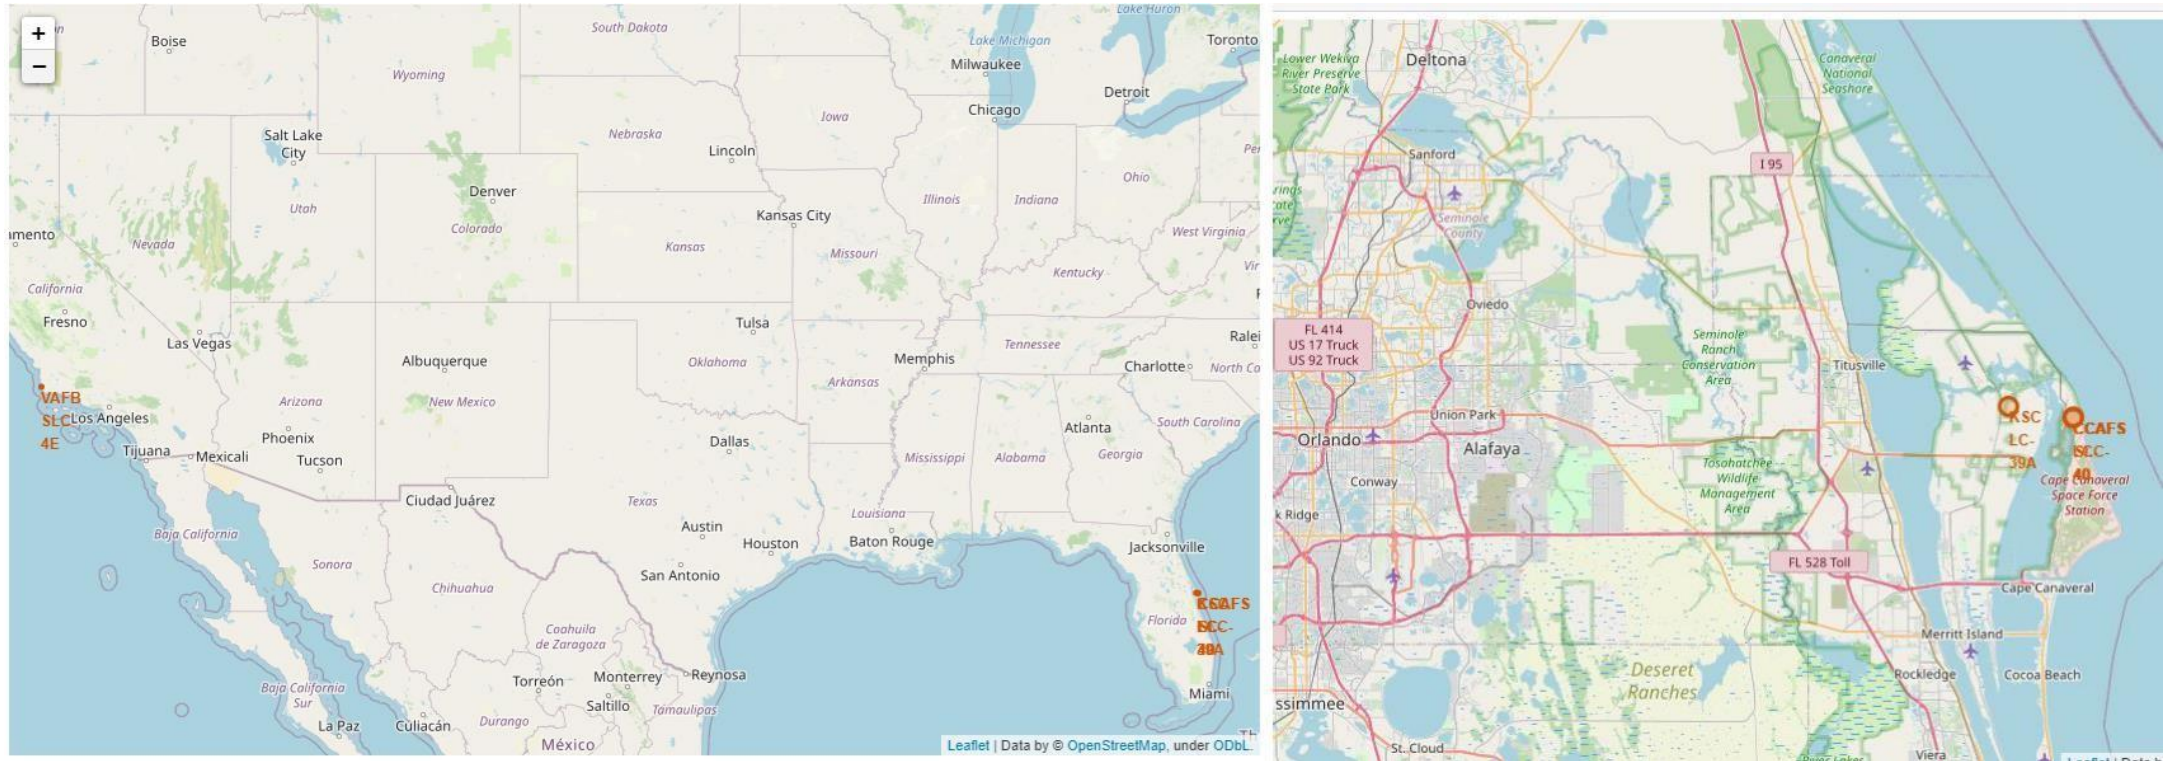 +
−
Boise
South Dakota
Lake Huron
Toronto
Lake Michigan
Milwaukee
Wyoming
Detroit
Chicago
Iowa
Salt Lake
City
Nebraska
Lincoln
Ohio
Denver
Illinois
Indiana
Utah
Kansas City
Colorado
Nevada
Kansas
Missouri
West Virginia
Kentucky
California
Fresno
Tulsa
Las Vegas
Albuquerque
Oklahoma
Memphis
Tennessee
Charlotte
Arkansas
VAFB
SLC-
4E
Los Angeles
Arizona
New Mexico
Phoenix
Dallas
Atlanta
South Carolina
Tijuana
Mexicali
Tucson
Mississippi
Alabama
Georgia
Ciudad Juárez
Texas
Louisiana
Austin
Baja California
Houston
Baton Rouge
Jacksonville
Sonora
San Antonio
Chihuahua
Florida
Coahuila
de Zaragoza
Torreón
Monterrey
Reynosa
Baja California
Sur
Saltillo
Miami
La Paz
Culiacán
Durango
Tamaulipas
México
Leaflet | Data by © OpenStreetMap, under ODbL.
Lower Wekiva
River Preserve
State Park
Deltona
Canaveral
National
Seashore
Sanford
I 95
Seminole
County
Oviedo
FL 414
US 17 Truck
US 92 Truck
Seminole
Ranch
Conservation
Area
Titusville
Union Park
Orlando
Alafaya
KSC
LC-
39A
CCAFS
Conway
Tosohatchee
Wildlife
Management
Area
Cape Canaveral
Space Force
Station
FL 528 Toll
Cape Canaveral
Merritt Island
Deseret
Ranches
Rockledge
Cocoa Beach
St. Cloud
Viera